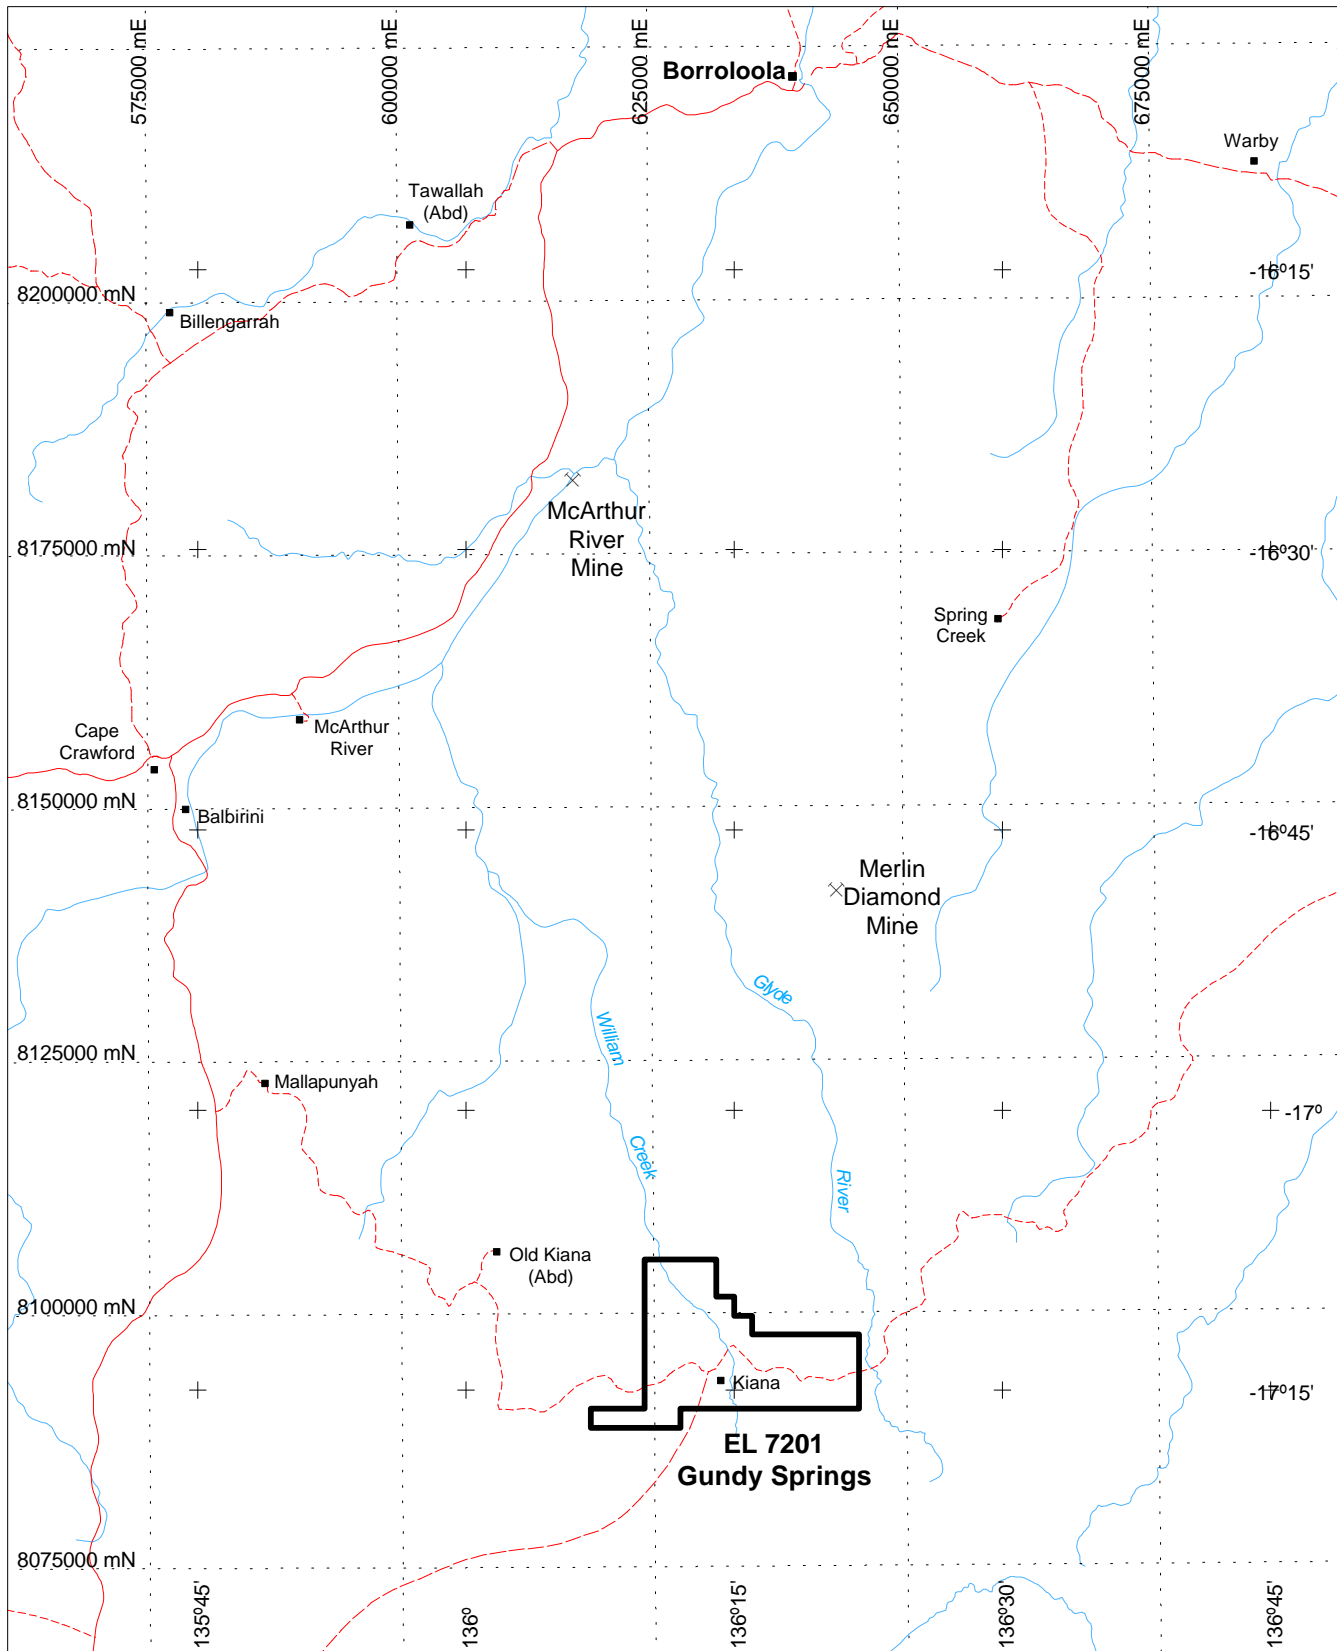 575000 mE
600000 mE
625000 mE
650000 mE
675000 mE
Borroloola
Warby
Tawallah
(Abd)
-16º15'
8200000 mN
Billengarrah
McArthur
River
Mine
8175000 mN
-16º30'
Spring
Creek
Cape
Crawford
McArthur
River
8150000 mN
Balbirini
-16º45'
Merlin
Diamond
Mine
Glyde
William
8125000 mN
Mallapunyah
-17º
Creek
River
Old Kiana
(Abd)
8100000 mN
Kiana
-17º15'
EL 7201
Gundy Springs
8075000 mN
135º45'
136º
136º15'
136º30'
136º45'